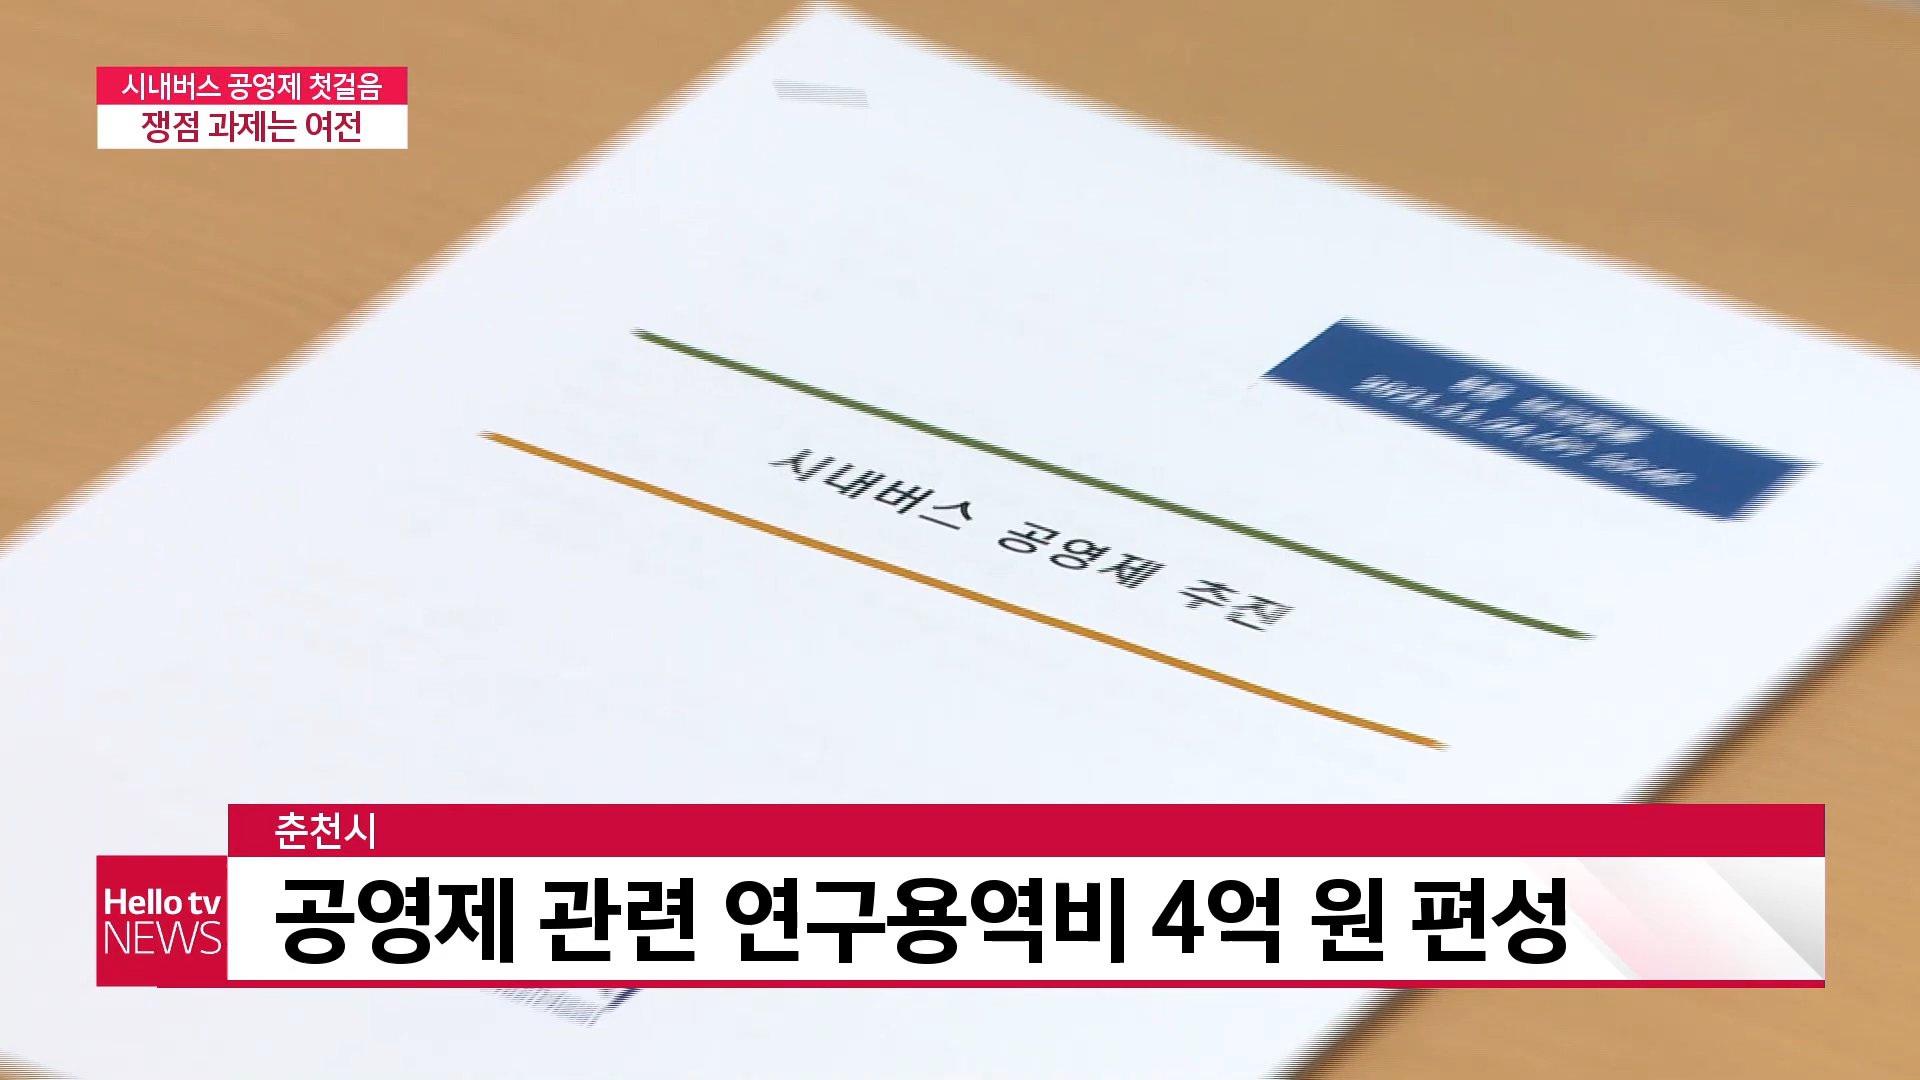 시내버스 공영제 첫걸음
쟁점 과제는 여전
시내버스 공영제 추진
춘천시
Hello tv
NEWS
공영제 관련 연구용역비 4억 원 편성